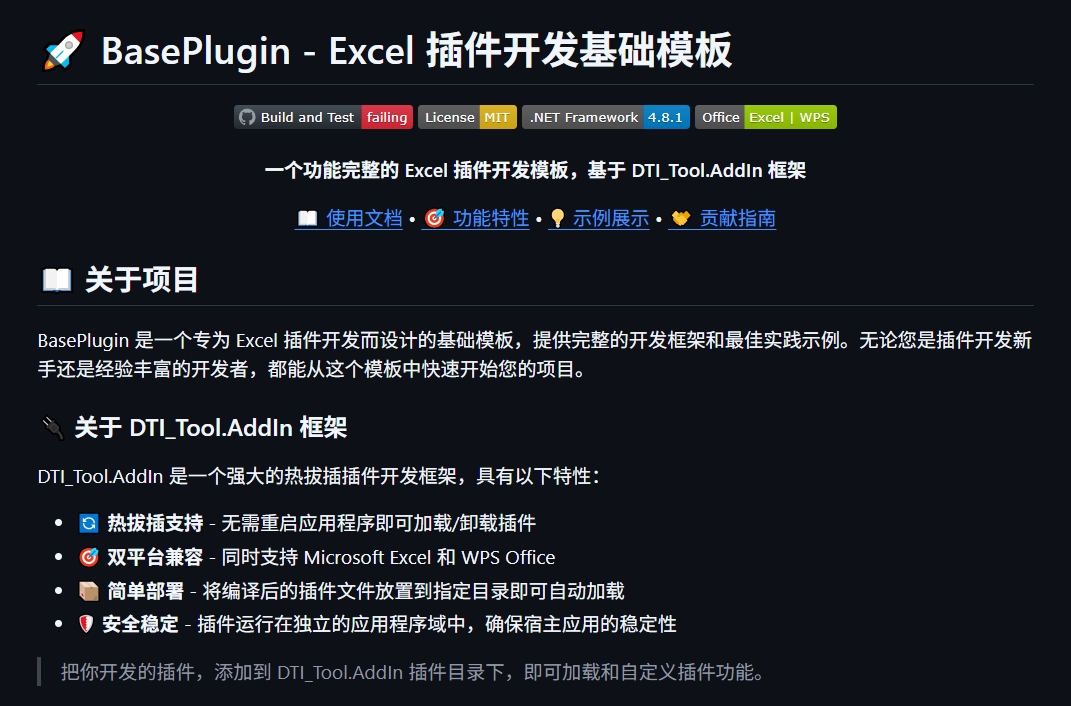 🚀 BasePlugin - Excel 插件开发基础模板
Build and Test failing License MIT .NET Framework 4.8.1 Office Excel | WPS
一个功能完整的 Excel 插件开发模板，基于 DTI_Tool.AddIn 框架
📖 使用文档 • 🎯 功能特性 • 💡 示例展示 • 🤝 贡献指南
📖 关于项目
BasePlugin 是一个专为 Excel 插件开发而设计的基础模板，提供完整的开发框架和最佳实践示例。无论您是插件开发新
手还是经验丰富的开发者，都能从这个模板中快速开始您的项目。
🔌 关于 DTI_Tool.AddIn 框架
DTI_Tool.AddIn 是一个强大的热拔插插件开发框架，具有以下特性：
• 🔄 热拔插支持 - 无需重启应用程序即可加载/卸载插件
• 🎯 双平台兼容 - 同时支持 Microsoft Excel 和 WPS Office
• 📦 简单部署 - 将编译后的插件文件放置到指定目录即可自动加载
• 🛡️ 安全稳定 - 插件运行在独立的应用程序域中，确保宿主应用的稳定性
把你开发的插件，添加到 DTI_Tool.AddIn 插件目录下，即可加载和自定义插件功能。